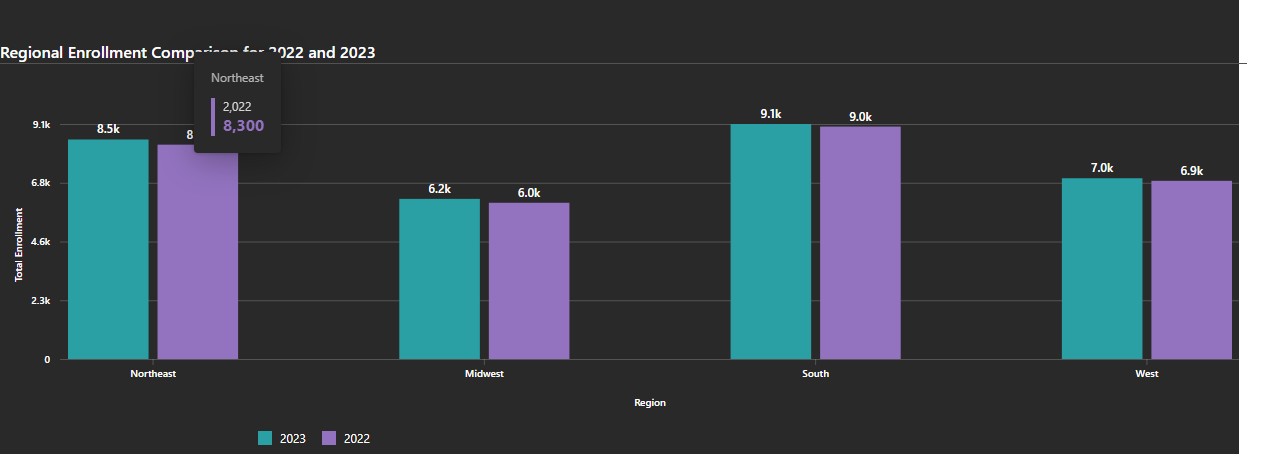 Regional Enrollment Comparison for 2022 and 2023
Northeast
2,022
8,300
9.1k
6.8k
4.6k
2.3k
0
Total Enrollment
8.5k
8
6.2k
6.0k
9.1k
9.0k
7.0k
6.9k
Northeast
Midwest
South
West
Region
2023
2022